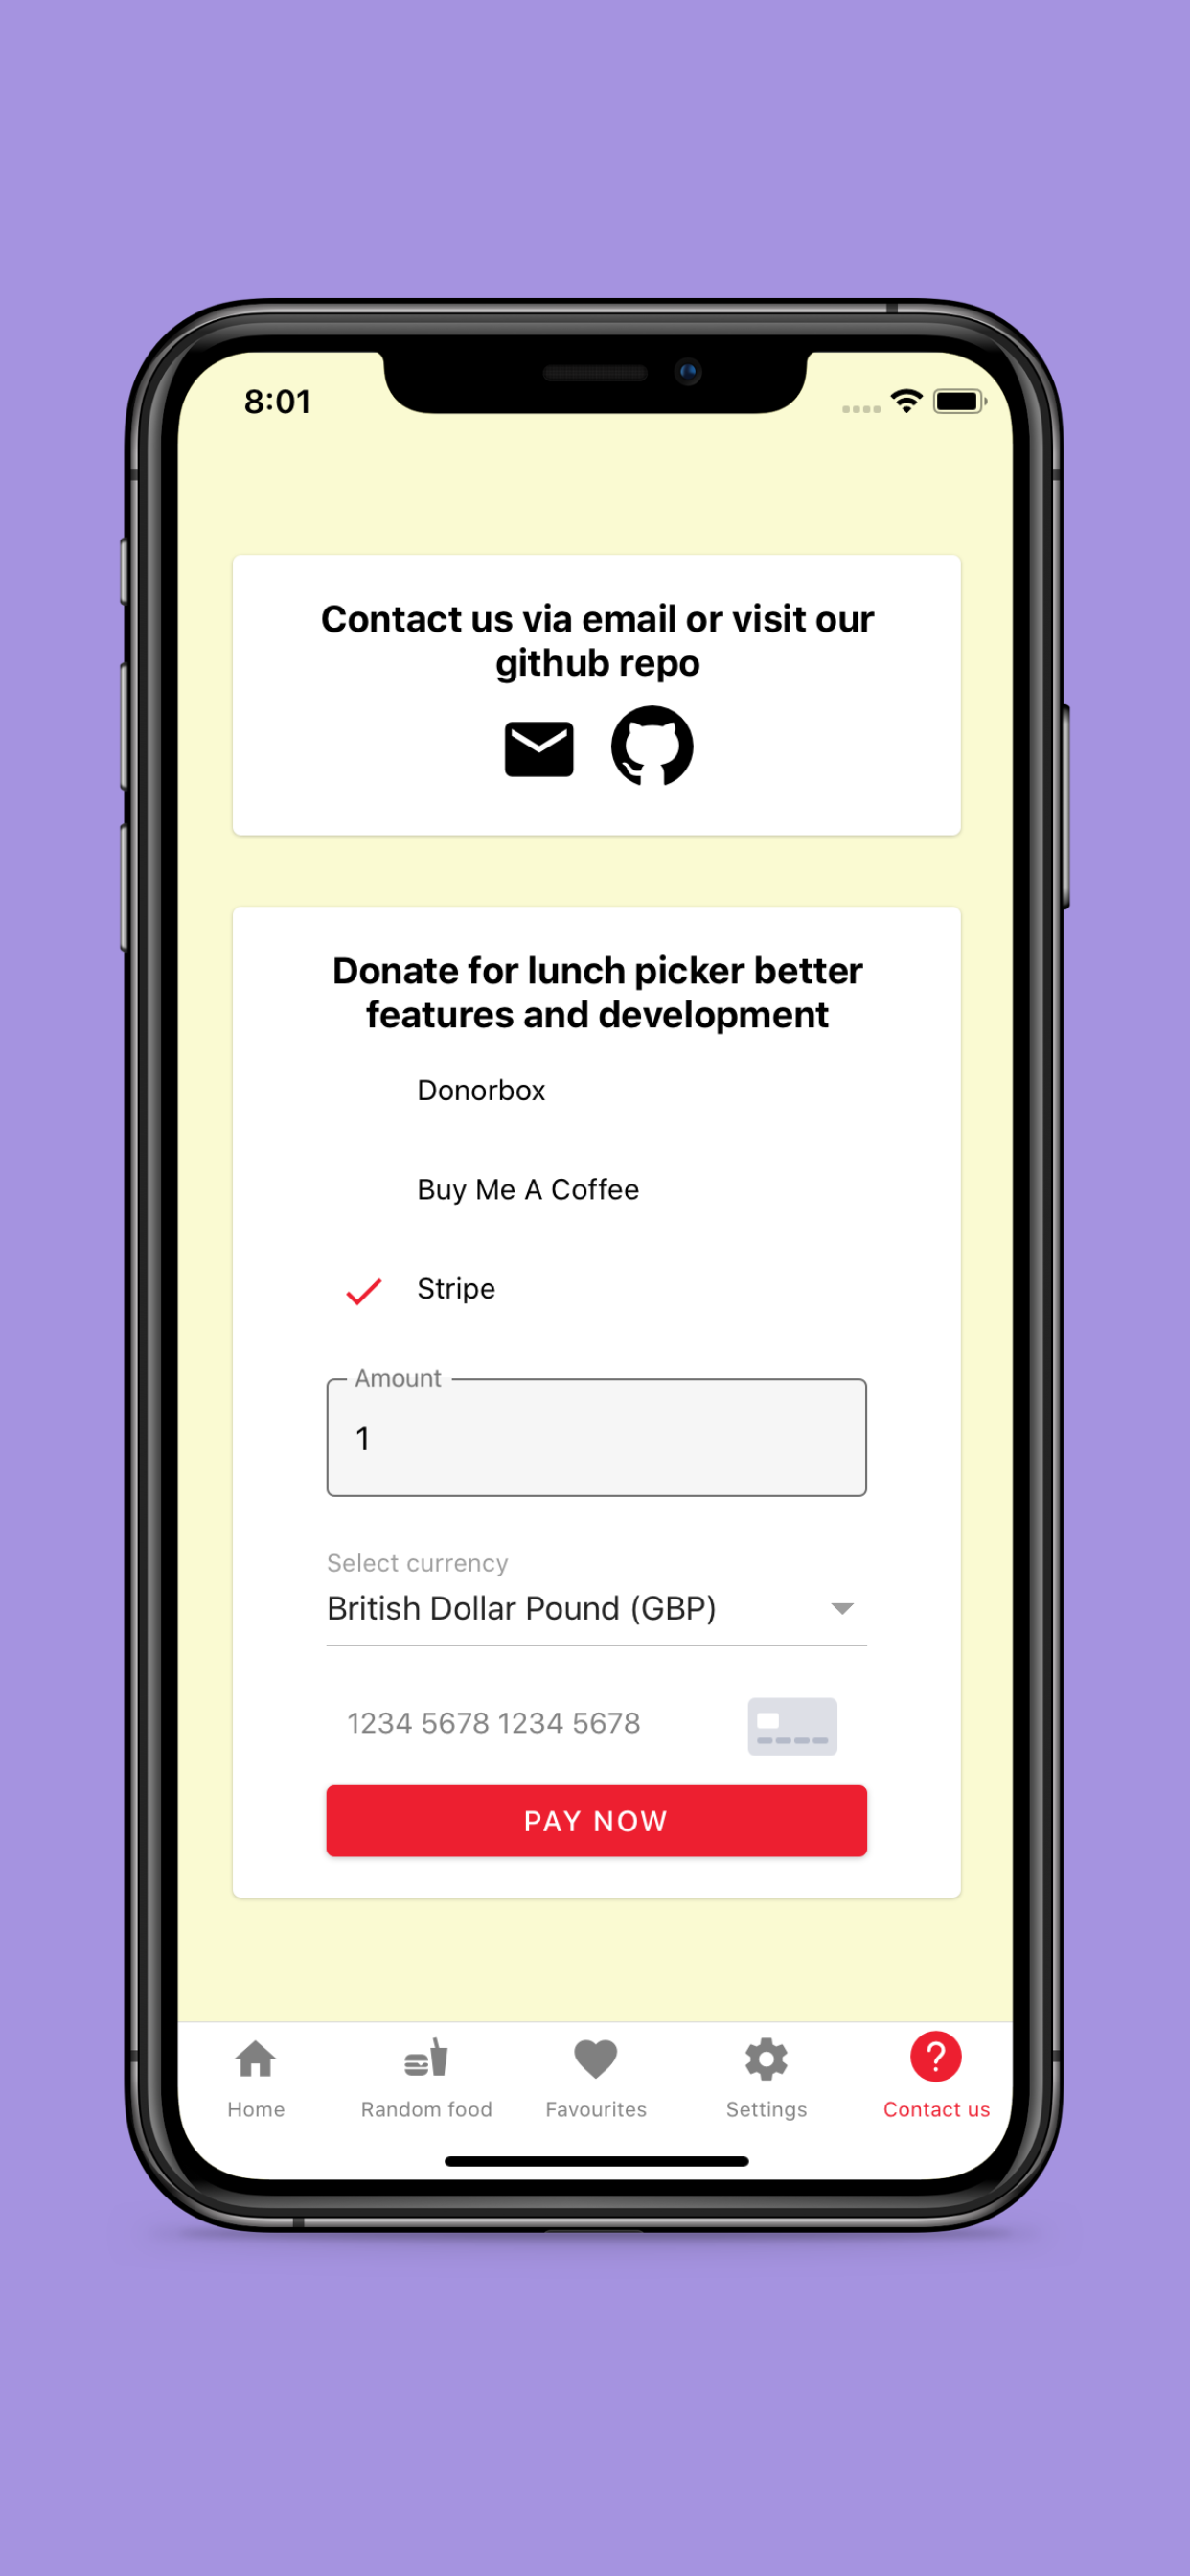 8:01
Contact us via email or visit our
github repo
Donate for lunch picker better
features and development
Donorbox
Buy Me A Coffee
Stripe
Amount
1
Select currency
British Dollar Pound (GBP)
1234 5678 1234 5678
PAY NOW
Home
Random food
Favourites
Settings
Contact us